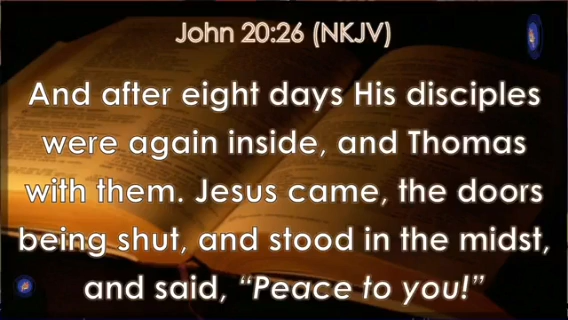 John 20:26 (NKJV)
And after eight days His disciples
were again inside, and Thomas
with them. Jesus came, the doors
being shut, and stood in the midst,
and said, “Peace to you!”